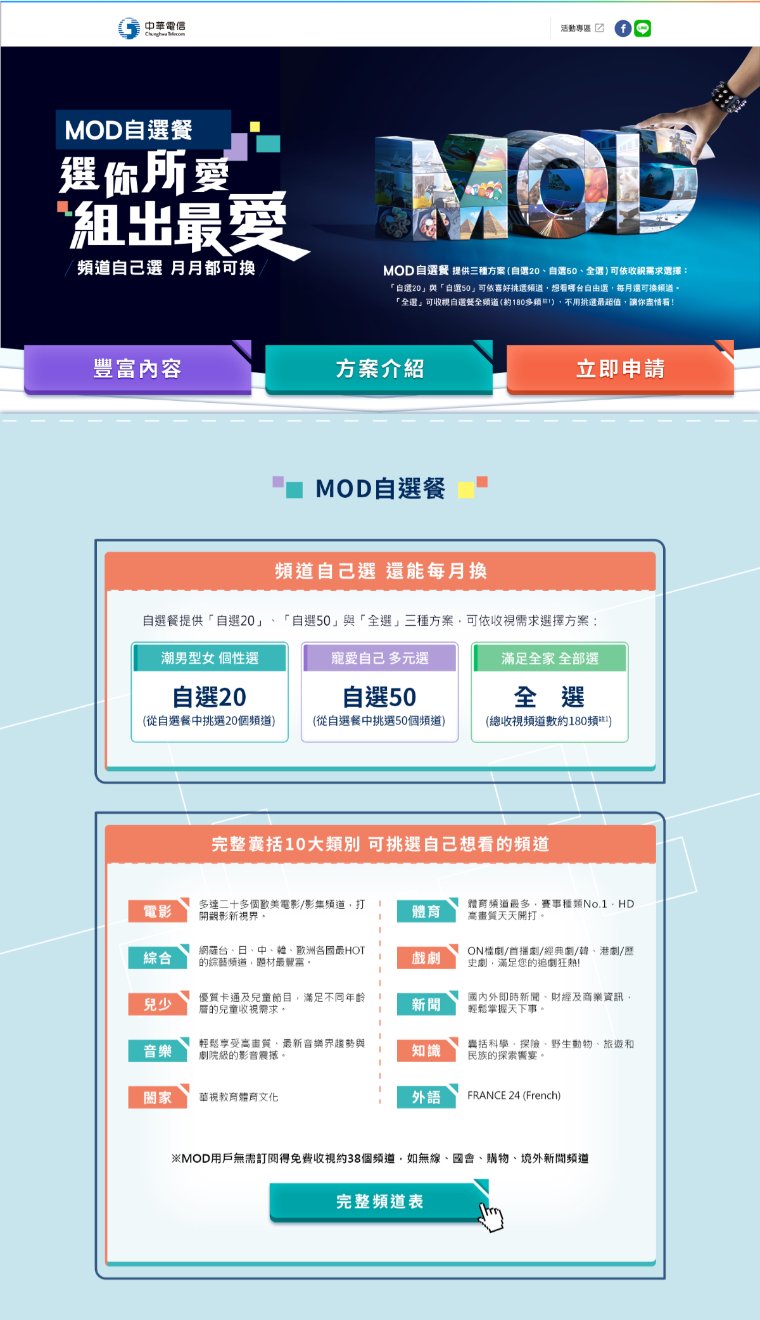 中華電信
Chunghwa Telecom
活動專區
MOD自選餐
選你所愛
組出最愛
頻道自己選 月月都可換
MOD
MOD自選餐 提供三種方案(自選20、自選50、全選)可依收視需求選擇：
「自選20」與「自選50」可依喜好挑選頻道，想看哪台自由選，每月還可換頻道。
「全選」可收視自選餐全頻道(約180多頻註1)，不用挑選最超值，讓你盡情看!
豐富內容
方案介紹
立即申請
MOD自選餐
頻道自己選 還能每月換
自選餐提供「自選20」、「自選50」與「全選」三種方案，可依收視需求選擇方案：
潮男型女 個性選
自選20
(從自選餐中挑選20個頻道)
寵愛自己 多元選
自選50
(從自選餐中挑選50個頻道)
滿足全家 全部選
全 選
(總收視頻道數約180頻註1)
完整囊括10大類別 可挑選自己想看的頻道
電影
多達二十多個歐美電影/影集頻道，打
開觀影新視界。
體育
體育頻道最多，賽事種類No.1，HD
高畫質天天開打。
綜合
網羅台、日、中、韓、歐洲各國最HOT
的綜藝頻道，題材最豐富。
戲劇
ON檔劇/首播劇/經典劇/韓、港劇/歷
史劇，滿足您的追劇狂熱!
兒少
優質卡通及兒童節目，滿足不同年齡
層的兒童收視需求。
新聞
國內外即時新聞、財經及商業資訊，
輕鬆掌握天下事。
音樂
輕鬆享受高畫質、最新音樂界趨勢與
劇院級的影音震撼。
知識
囊括科學、探險、野生動物、旅遊和
民族的探索饗宴。
闔家
華視教育體育文化
外語
FRANCE 24 (French)
※MOD用戶無需訂閱得免費收視約38個頻道，如無線、國會、購物、境外新聞頻道
完整頻道表